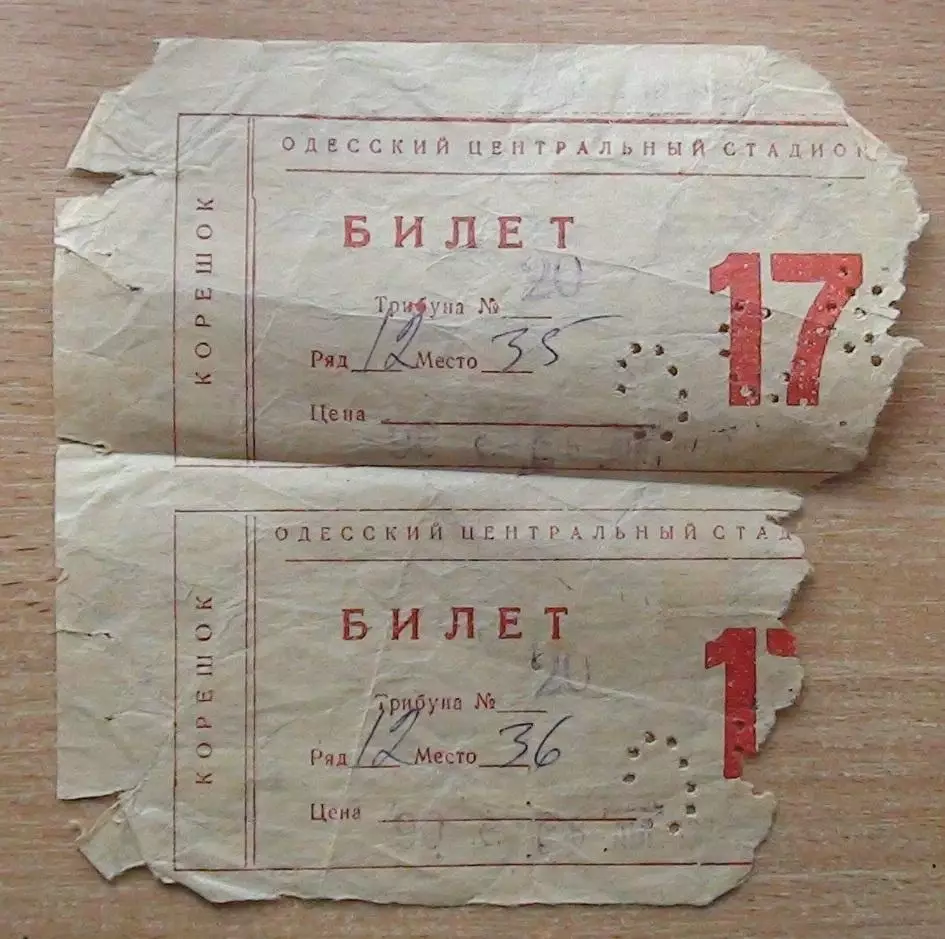 ОДЕССКИЙ ЦЕНТРАЛЬНЫЙ СТАДИОН
КОРЕШОК
БИЛЕТ
17
Трибуна № 20
Ряд 12 Место 35
Цена
ОДЕССКИЙ ЦЕНТРАЛЬНЫЙ СТАД
КОРЕШОК
БИЛЕТ
1
Трибуна № 20
Ряд 12 Место 36
Цена